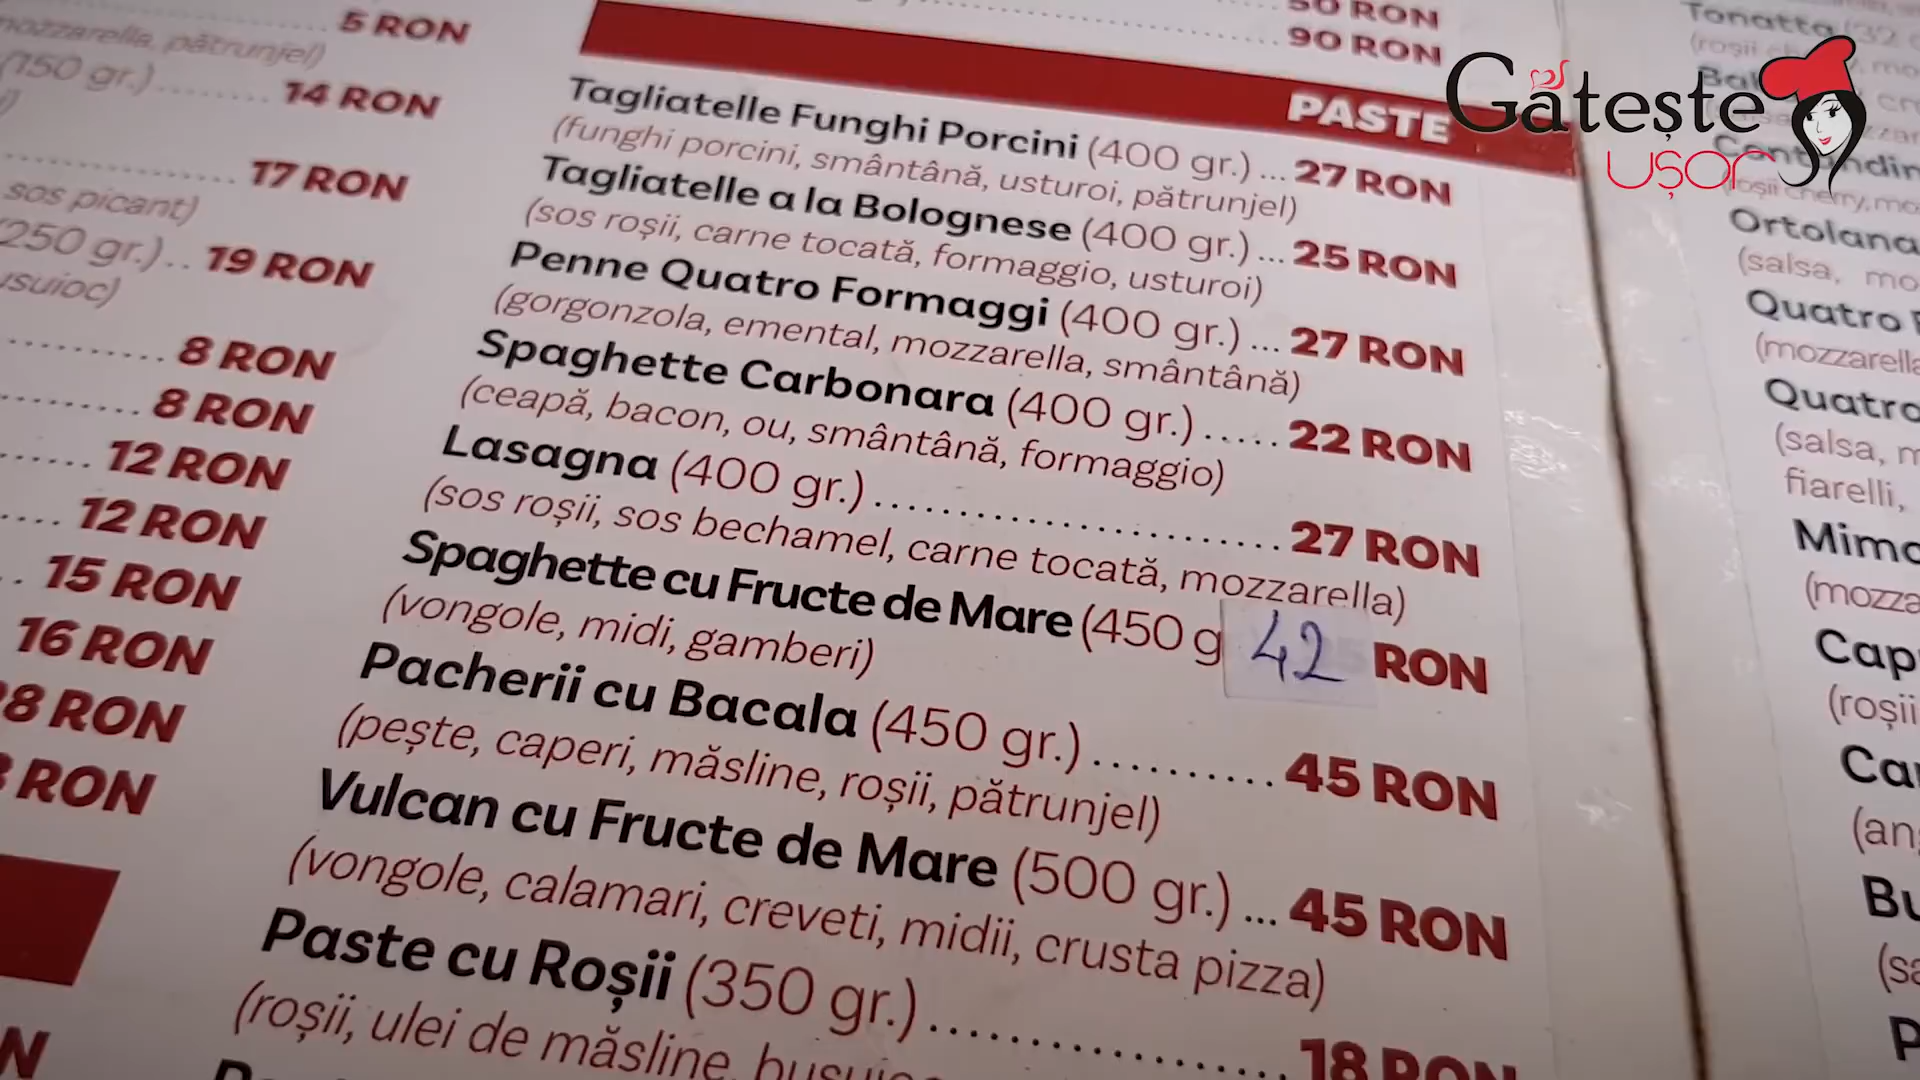 5 RON
mozzarella, pătrunjel)
(150 gr.)........ 14 RON
17 RON
sos picant)
(250 gr.).. 19 RON
8 RON
8 RON
12 RON
12 RON
15 RON
16 RON
8 RON
RON
50 RON
90 RON
PASTE
Tagliatelle Funghi Porcini (400 gr.) ... 27 RON
(funghi porcini, smântână, usturoi, pătrunjel)
Tagliatelle a la Bolognese (400 gr.)... 25 RON
(sos roșii, carne tocată, formaggio, usturoi)
Penne Quatro Formaggi (400 gr.) ... 27 RON
(gorgonzola, emental, mozzarella, smântână)
Spaghette Carbonara (400 gr.) ..... 22 RON
(ceapă, bacon, ou, smântână, formaggio)
Lasagna (400 gr.) ........................ 27 RON
(sos roșii, sos bechamel, carne tocată, mozzarella)
Spaghette cu Fructe de Mare (450 g 42 RON
(vongole, midi, gamberi)
Pacherii cu Bacala (450 gr.) .......... 45 RON
(pește, caperi, măsline, roșii, pătrunjel)
Vulcan cu Fructe de Mare (500 gr.) ... 45 RON
(vongole, calamari, creveti, midii, crusta pizza)
Paste cu Roșii (350 gr.) .................... 18 RON
(roșii, ulei de măsline, busuioc
Gătește
ușor
Tonatta (32
Ortolana
(salsa, mo
Quatro
(mozzarella
Quatro
(salsa, m
fiarelli,
Mimo
(mozza
Cap
(roșii
Ca
(an
Bu
(sa
P